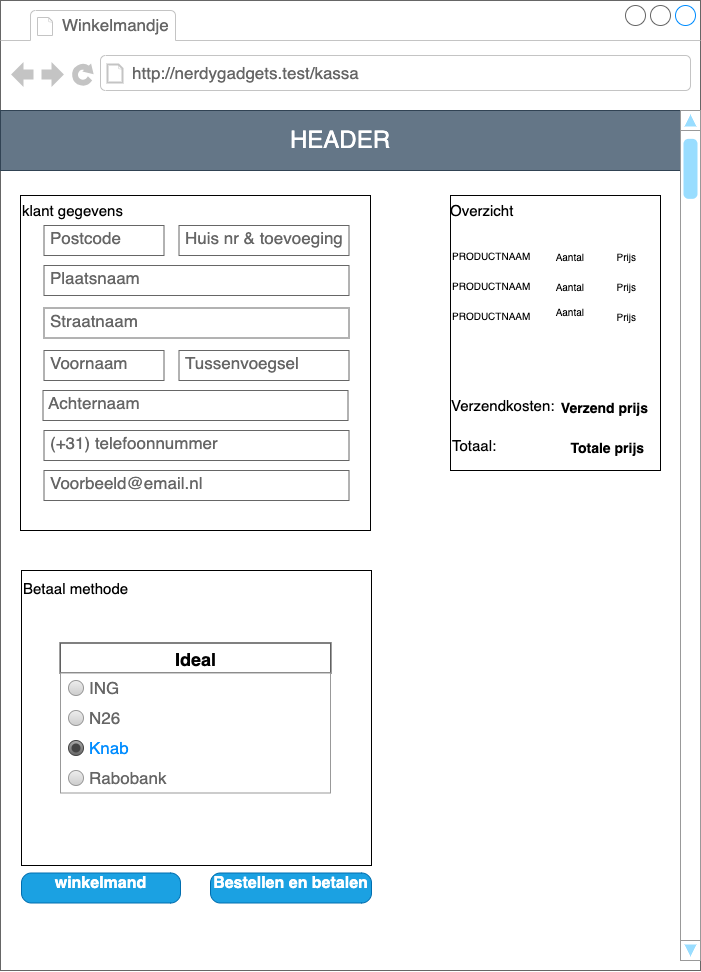 Winkelmandje
http://nerdygadgets.test/kassa
HEADER
klant gegevens
Postcode Huis nr & toevoeging
Plaatsnaam
Straatnaam
Voornaam Tussenvoegsel
Achternaam
(+31) telefoonnummer
Voorbeeld@email.nl
Overzicht
PRODUCTNAAM Aantal Prijs
PRODUCTNAAM Aantal Prijs
PRODUCTNAAM Aantal Prijs
Verzendkosten: Verzend prijs
Totaal: Totale prijs
Betaal methode
Ideal
ING
N26
Knab
Rabobank
winkelmand Bestellen en betalen